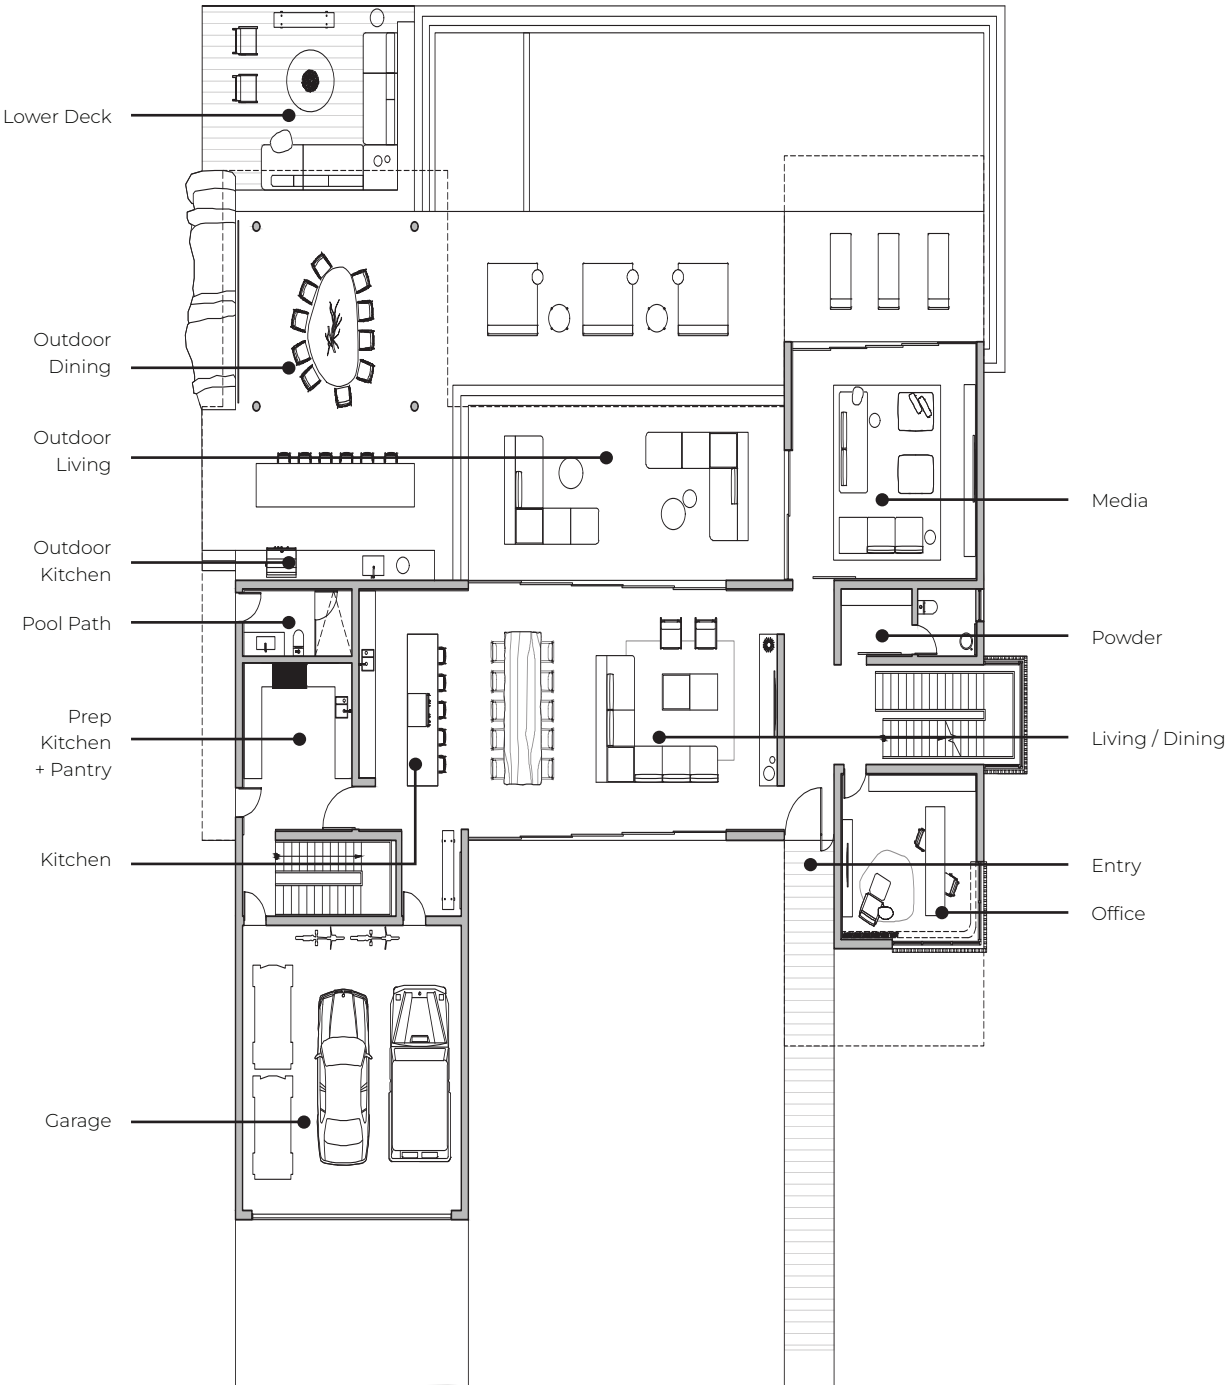 Lower Deck
Outdoor
Dining
Outdoor
Living
Outdoor
Kitchen
Pool Path
Prep
Kitchen
+ Pantry
Kitchen
Garage
Media
Powder
Living / Dining
Entry
Office